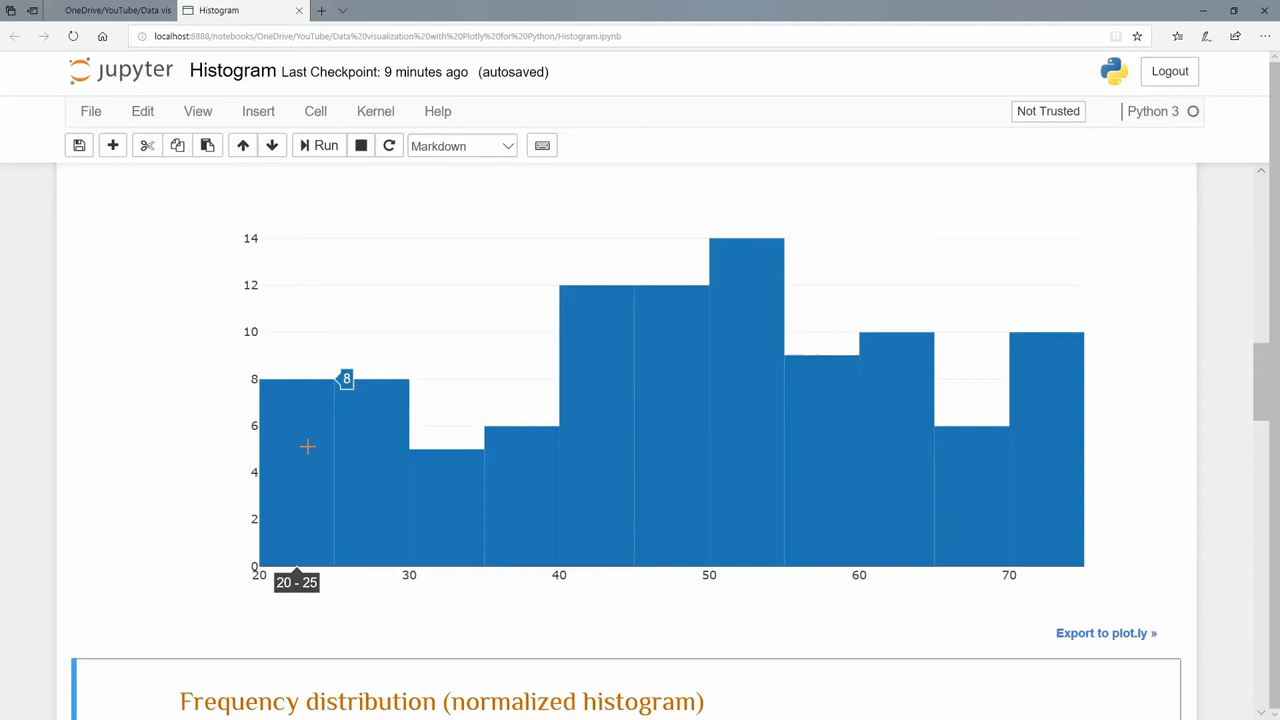 OneDrive/YouTube/Data vis
Histogram
localhost:8888/notebooks/OneDrive/YouTube/Data%20visualization%20with%20Plotly%20for%20Python/Histogram.ipynb
jupyter Histogram Last Checkpoint: 9 minutes ago (autosaved)
Logout
File Edit View Insert Cell Kernel Help
Not Trusted
Python 3
Run
Markdown
14
12
10
8
8
6
4
2
0
20 30 40 50 60 70
20 - 25
Export to plot.ly »
Frequency distribution (normalized histogram)